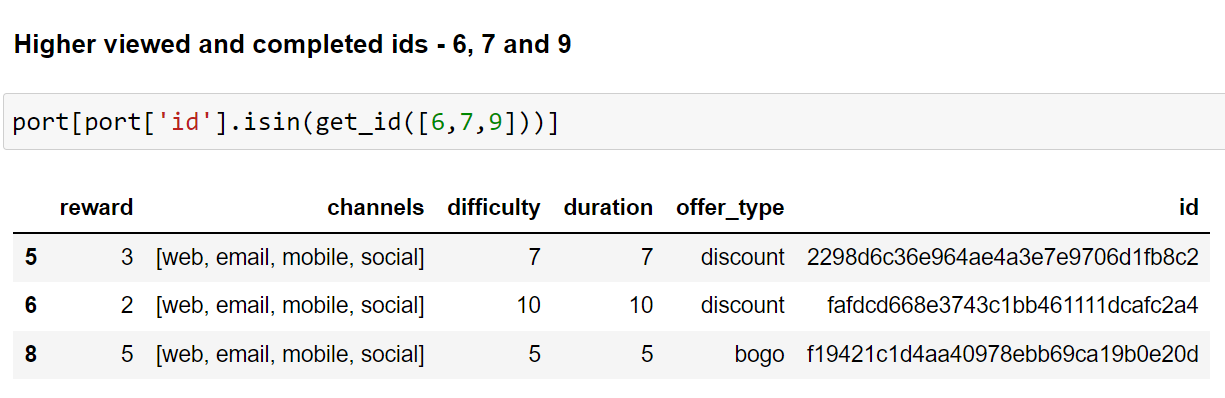 Higher viewed and completed ids - 6, 7 and 9
port[port['id'].isin(get_id([6,7,9]))]
reward channels difficulty duration offer_type id
5 3 [web, email, mobile, social] 7 7 discount 2298d6c36e964ae4a3e7e9706d1fb8c2
6 2 [web, email, mobile, social] 10 10 discount fafdcd668e3743c1bb461111dcafc2a4
8 5 [web, email, mobile, social] 5 5 bogo f19421c1d4aa40978ebb69ca19b0e20d